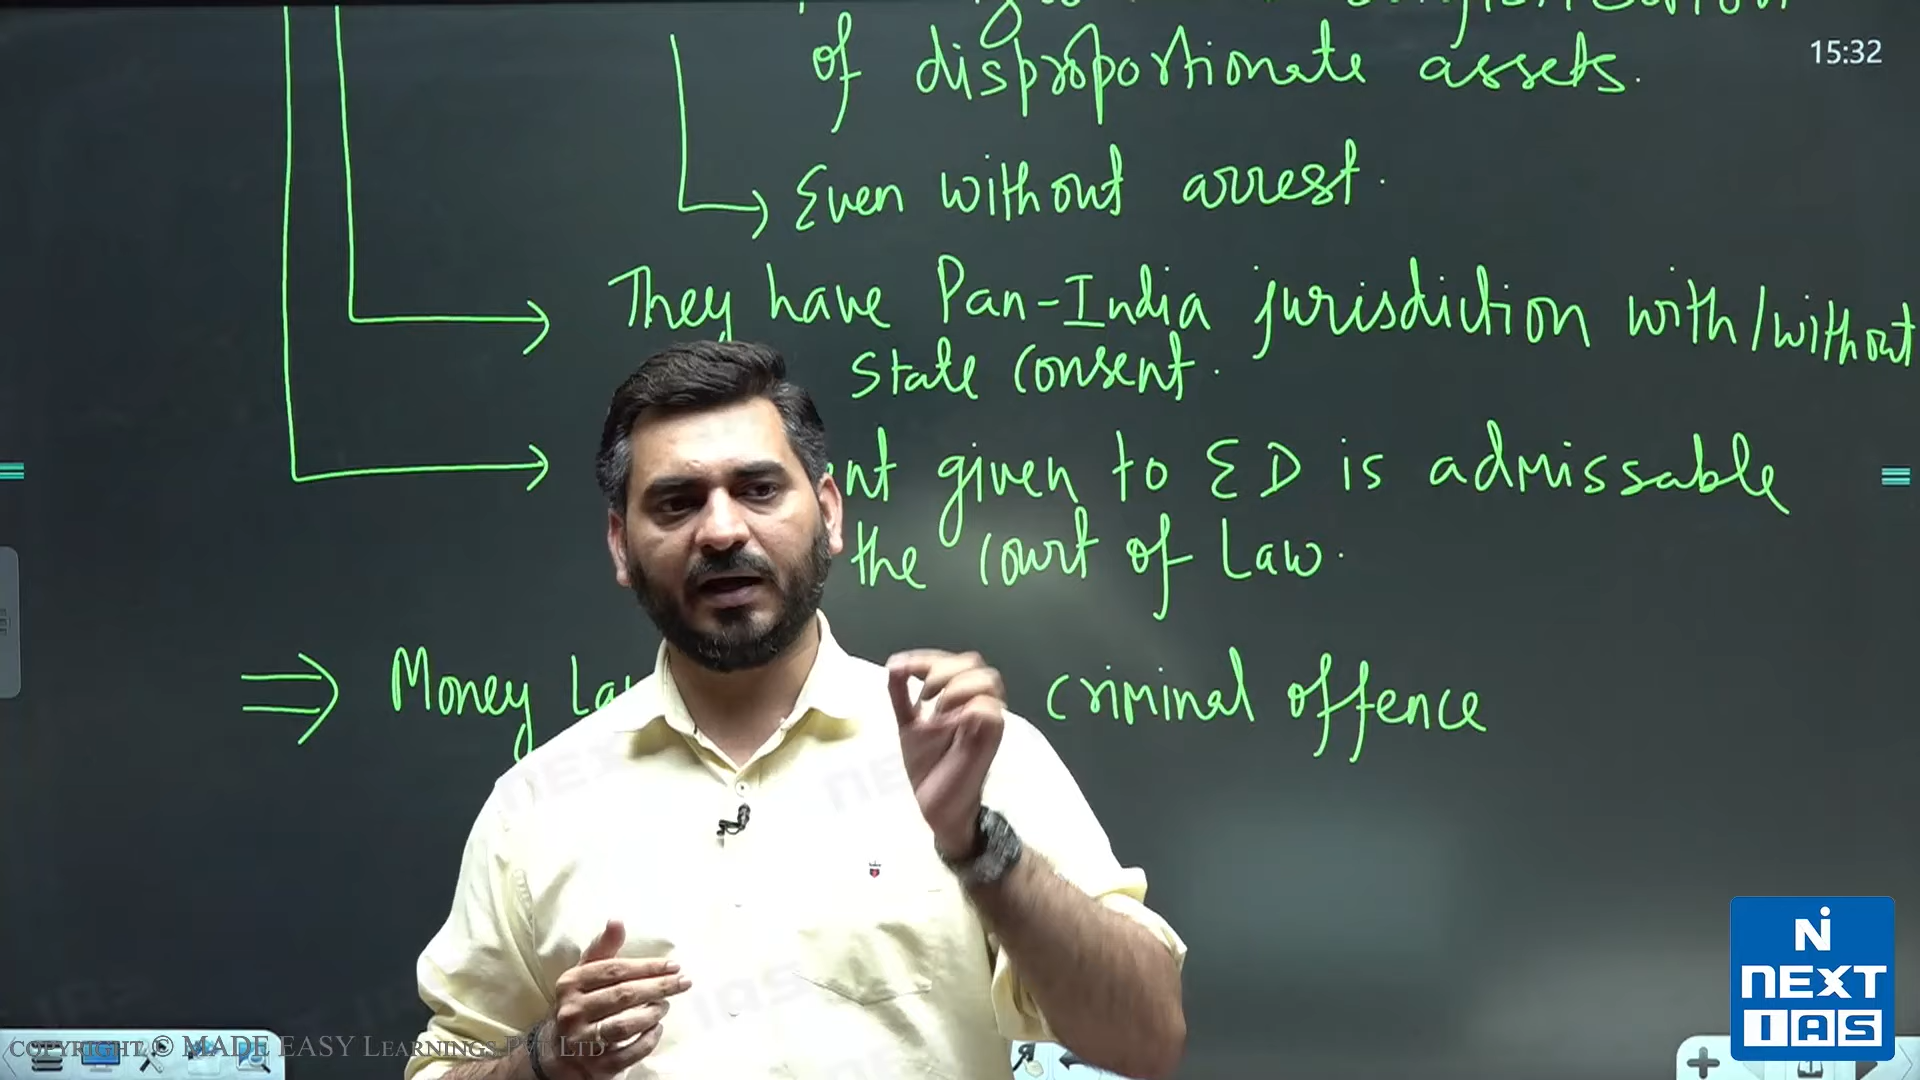 of disproportionate assets.
15:32
Even without arrest.
They have Pan-India jurisdiction with/without
State consent.
given to ED is admissable
the court of Law.
Money criminal offence
NEXT
IAS
COPYRIGHT © MADE EASY LEARNINGS PVT LTD